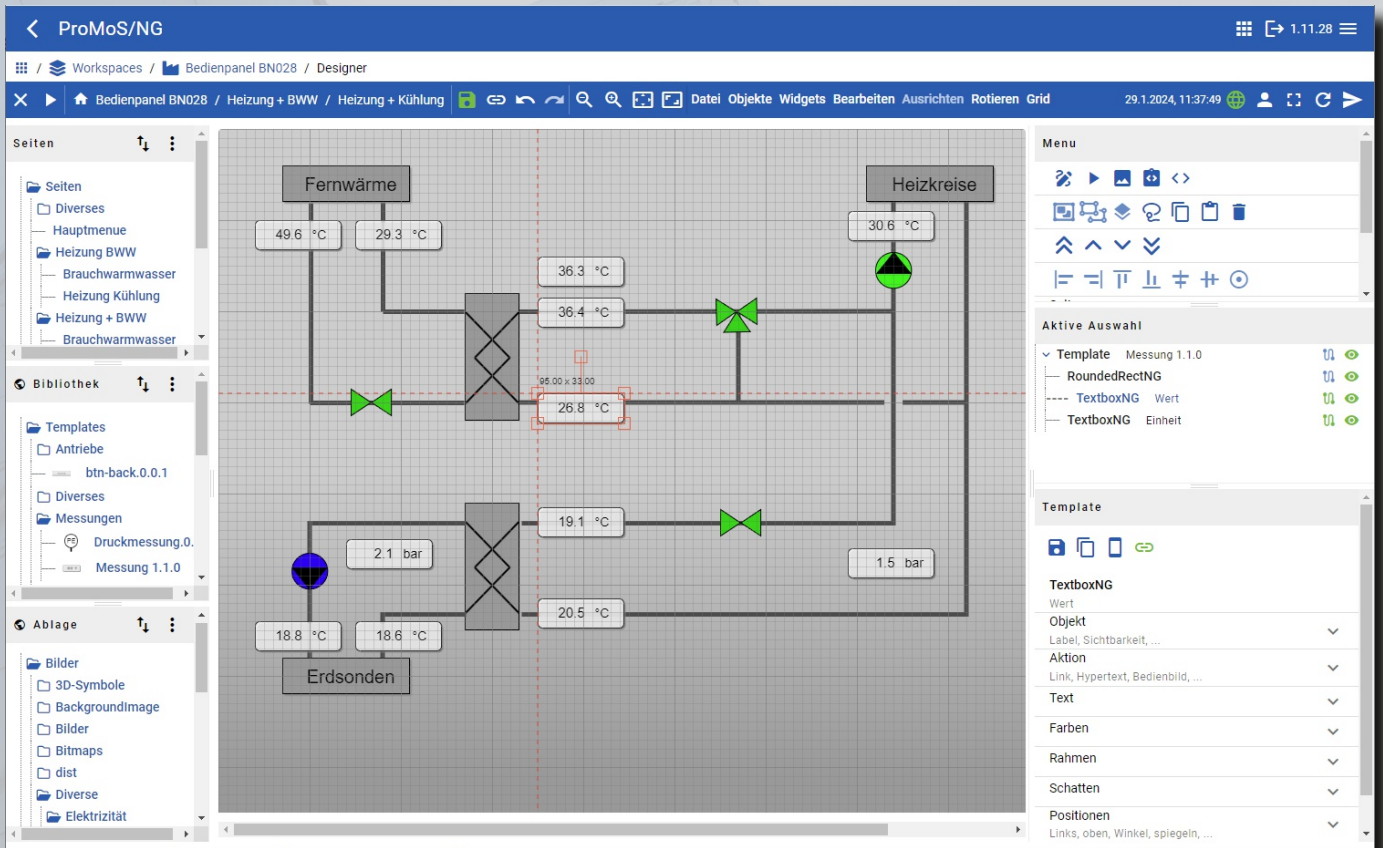 ProMoS/NG
1.11.28
/ Workspaces / Bedienpanel BN028 / Designer
Bedienpanel BN028 / Heizung + BWW / Heizung + Kühlung
Datei Objekte Widgets Bearbeiten Ausrichten Rotieren Grid
29.1.2024, 11:37:49
Seiten
Seiten
Diverses
Hauptmenue
Heizung BWW
Brauchwarmwasser
Heizung Kühlung
Heizung + BWW
Brauchwarmwasser
Bibliothek
Templates
Antriebe
btn-back.0.0.1
Diverses
Messungen
PE
Druckmessung.0.
Messung 1.1.0
Ablage
Bilder
3D-Symbole
BackgroundImage
Bilder
Bitmaps
dist
Diverse
Elektrizität
Fernwärme
Heizkreise
49.6 °C
29.3 °C
30.6 °C
36.3 °C
36.4 °C
95.00 x 33.00
26.8 °C
19.1 °C
2.1 bar
1.5 bar
20.5 °C
18.8 °C
18.6 °C
Erdsonden
Menu
Aktive Auswahl
Template Messung 1.1.0
RoundedRectNG
TextboxNG Wert
TextboxNG Einheit
Template
TextboxNG
Wert
Objekt
Label, Sichtbarkeit, ...
Aktion
Link, Hypertext, Bedienbild, ...
Text
Farben
Rahmen
Schatten
Positionen
Links, oben, Winkel, spiegeln, ...